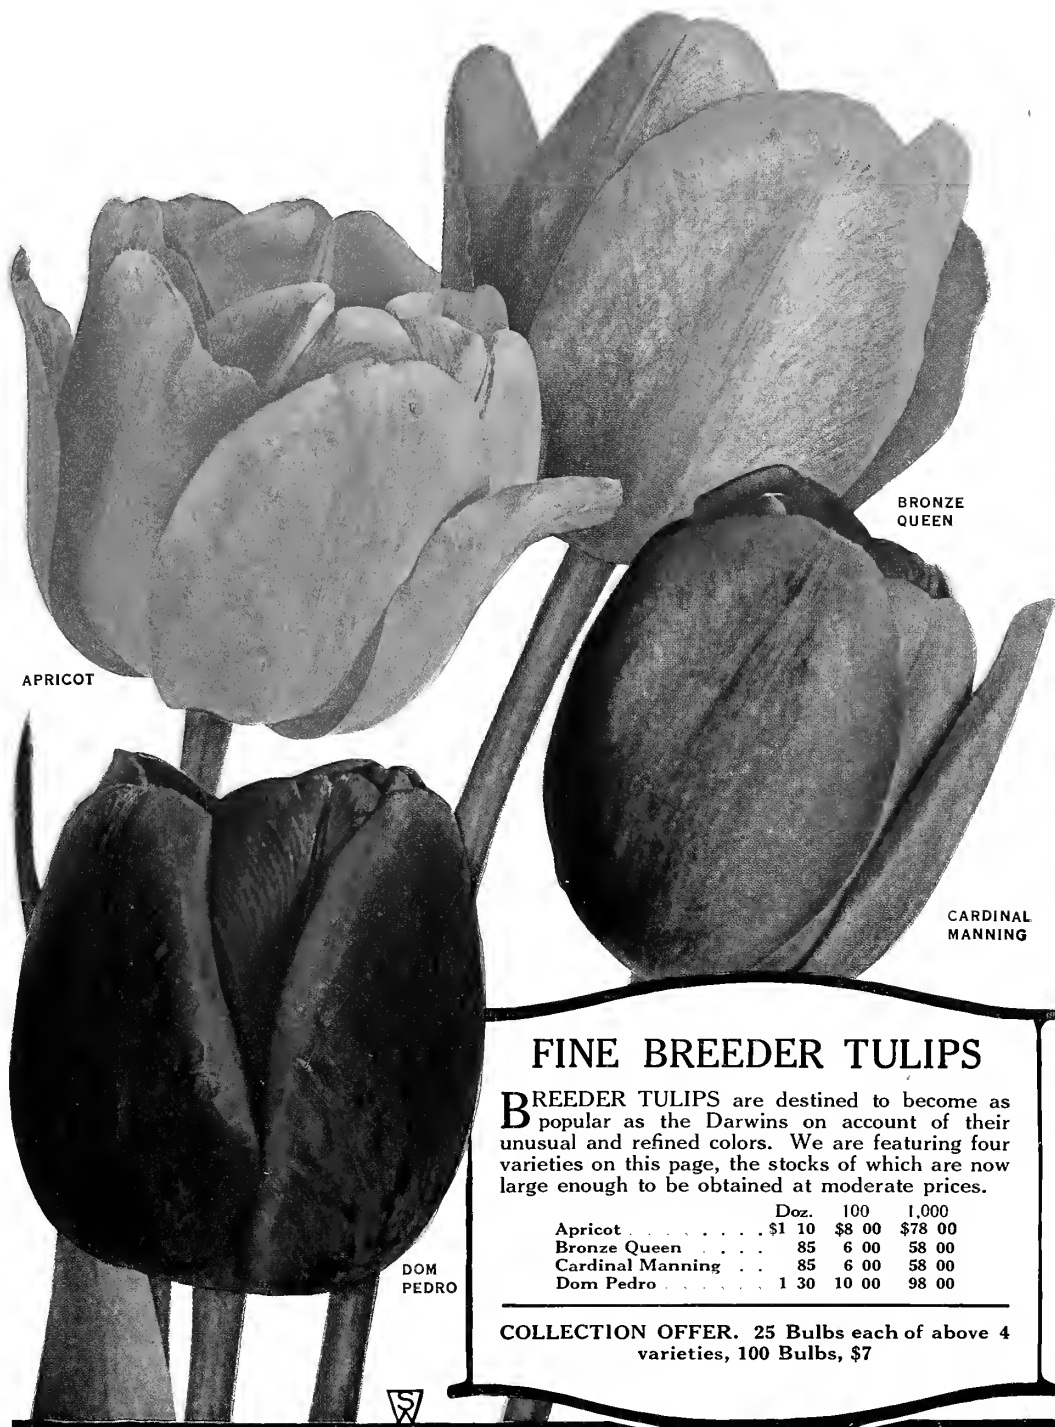 BRONZE
QUEEN
APRICOT
CARDINAL
MANNING
DOM
PEDRO
FINE BREEDER TULIPS
BREEDER TULIPS are destined to become as
popular as the Darwins on account of their
unusual and refined colors. We are featuring four
varieties on this page, the stocks of which are now
large enough to be obtained at moderate prices.
Doz. 100 1,000
Apricot . . . . . . . . $1 10 $8 00 $78 00
Bronze Queen . . . . 85 6 00 58 00
Cardinal Manning . . 85 6 00 58 00
Dom Pedro . . . . . . 1 30 10 00 98 00
COLLECTION OFFER. 25 Bulbs each of above 4
varieties, 100 Bulbs, $7